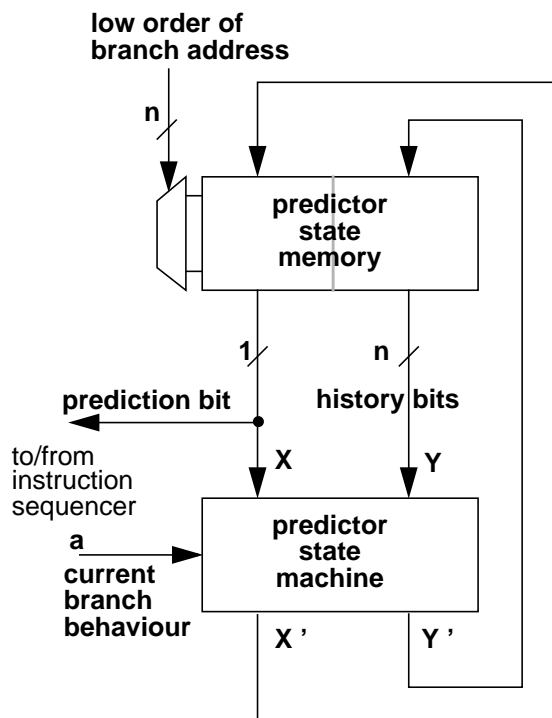 low order of
branch address
n
predictor
state
memory
1
n
prediction bit
history bits
to/from
instruction
sequencer
X
Y
a
current
branch
behaviour
predictor
state
machine
X ’
Y ’